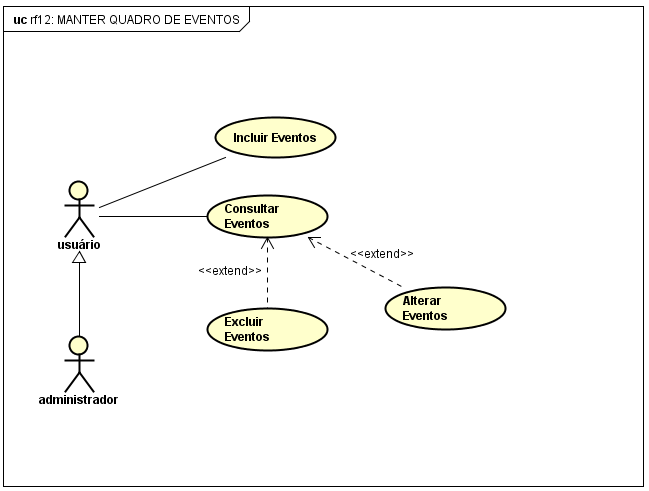 uc rf12: MANTER QUADRO DE EVENTOS
Incluir Eventos
Consultar
Eventos
usuário
<<extend>>
<<extend>>
Alterar
Eventos
Excluir
Eventos
administrador